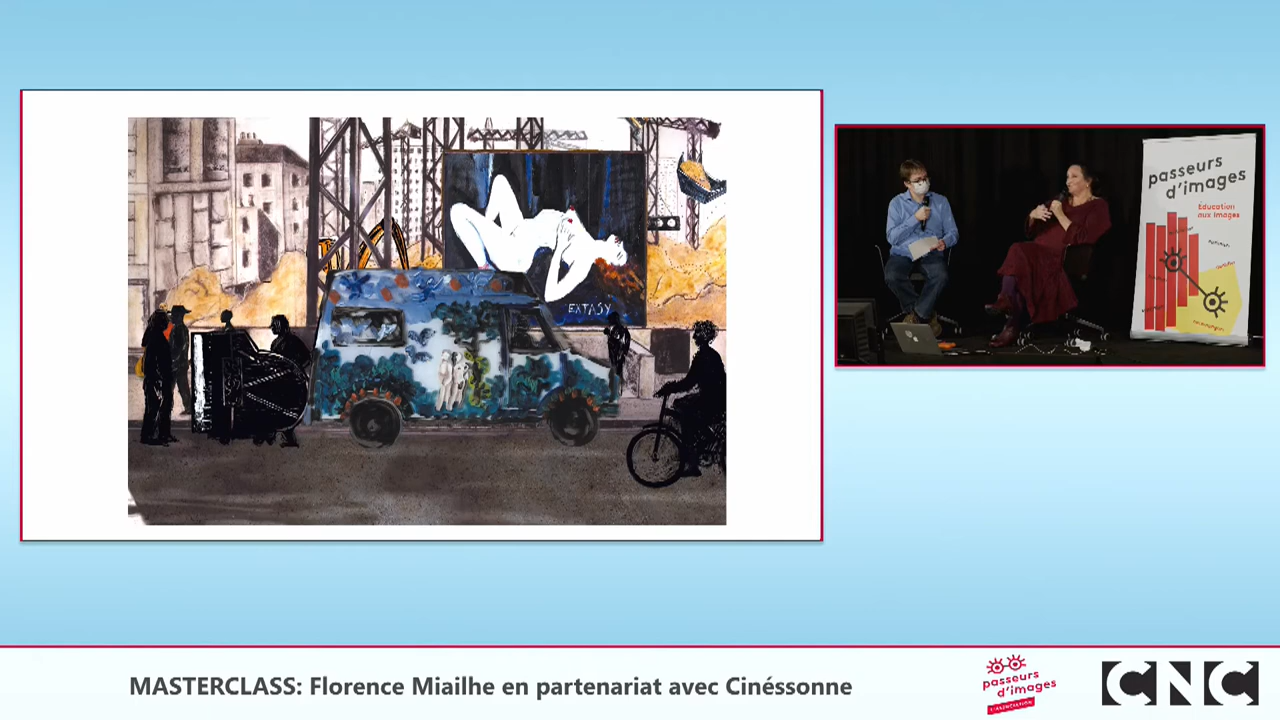 EXTASY
passeurs
d'images
Éducation
aux images
MASTERCLASS: Florence Miailhe en partenariat avec Cinéssonne
passeurs
d'images
CNC